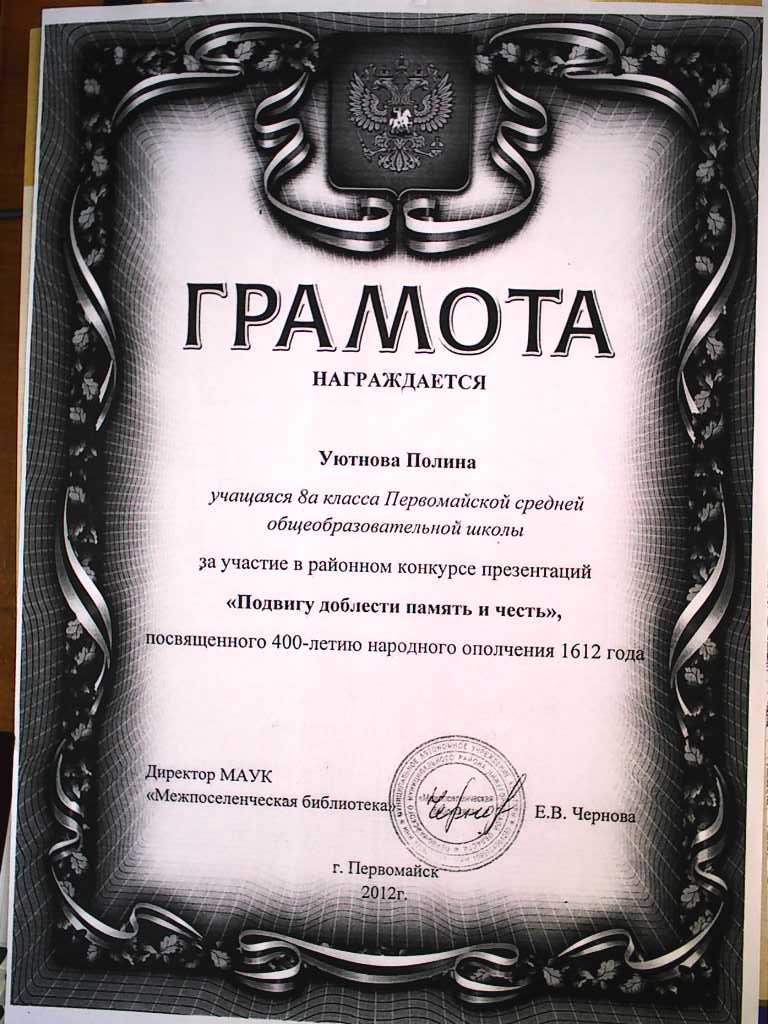 ГРАМОТА
НАГРАЖДАЕТСЯ
Уютнова Полина
учащаяся 8а класса Первомайской средней
общеобразовательной школы
за участие в районном конкурсе презентаций
«Подвигу доблести память и честь»,
посвященного 400-летию народного ополчения 1612 года
Директор МАУК
«Межпоселенческая библиотека»
Е.В. Чернова
г. Первомайск
2012г.